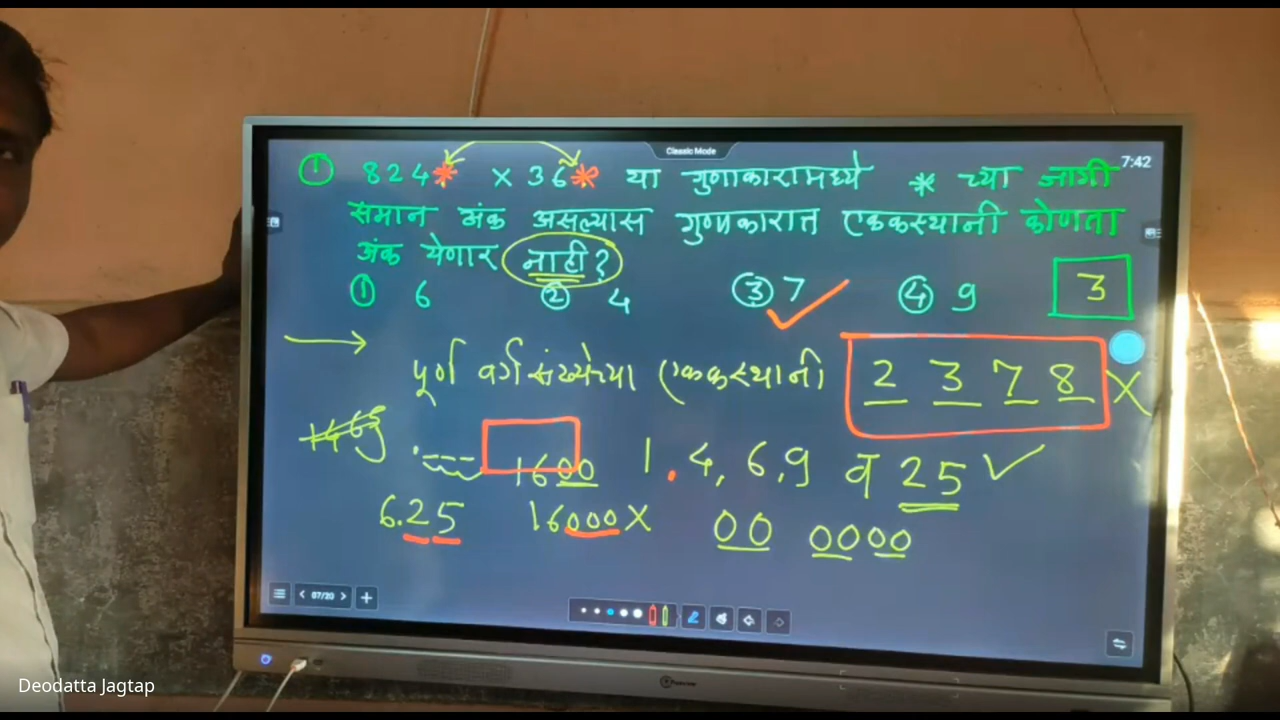 Classic Mode
7:42
① 824* × 36* या गुणाकारामध्ये * च्या जागी
समान अंक असल्यास गुणकारात एककस्थानी कोणता
अंक येणार नाही?
① 6 ② 4 ③ 7 ④ 9 3
→ पूर्ण वर्ग संख्येच्या एककस्थानी 2 3 7 8 X
1600 1, 4, 6, 9 व 25 ✓
6.25 16000 X 00 0000
07/20
Deodatta Jagtap